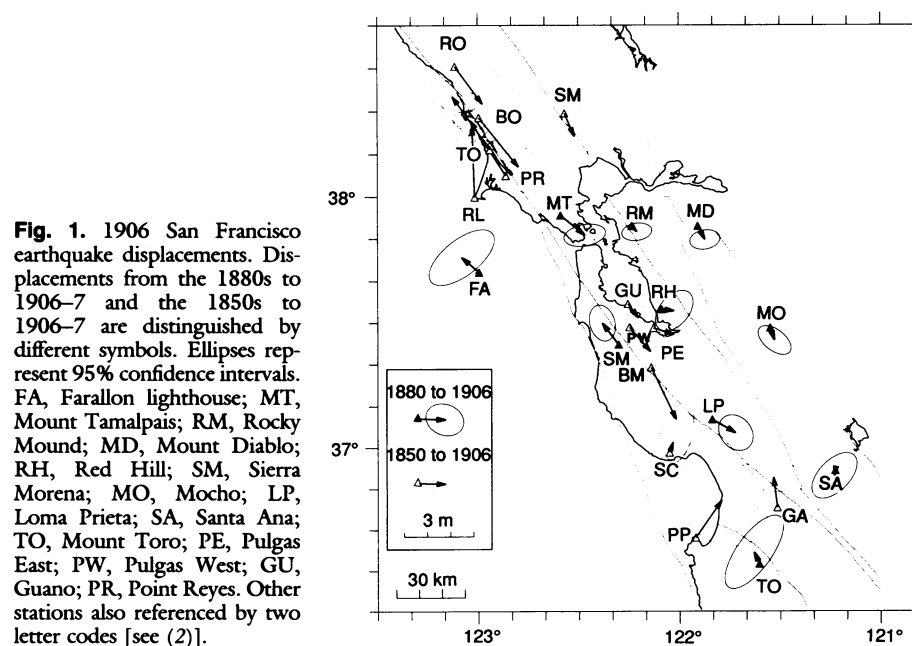 Fig. 1. 1906 San Francisco
earthquake displacements. Dis-
placements from the 1880s to
1906–7 and the 1850s to
1906–7 are distinguished by
different symbols. Ellipses rep-
resent 95% confidence intervals.
FA, Farallon lighthouse; MT,
Mount Tamalpais; RM, Rocky
Mound; MD, Mount Diablo;
RH, Red Hill; SM, Sierra
Morena; MO, Mocho; LP,
Loma Prieta; SA, Santa Ana;
TO, Mount Toro; PE, Pulgas
East; PW, Pulgas West; GU,
Guano; PR, Point Reyes. Other
stations also referenced by two
letter codes [see (2)].
RO
SM
BO
TO
PR
38°
RL
MT
RM
MD
FA
GU
RH
MO
PW
SM
PE
BM
1880 to 1906
LP
37°
1850 to 1906
SC
SA
3 m
GA
PP
30 km
TO
123°
122°
121°